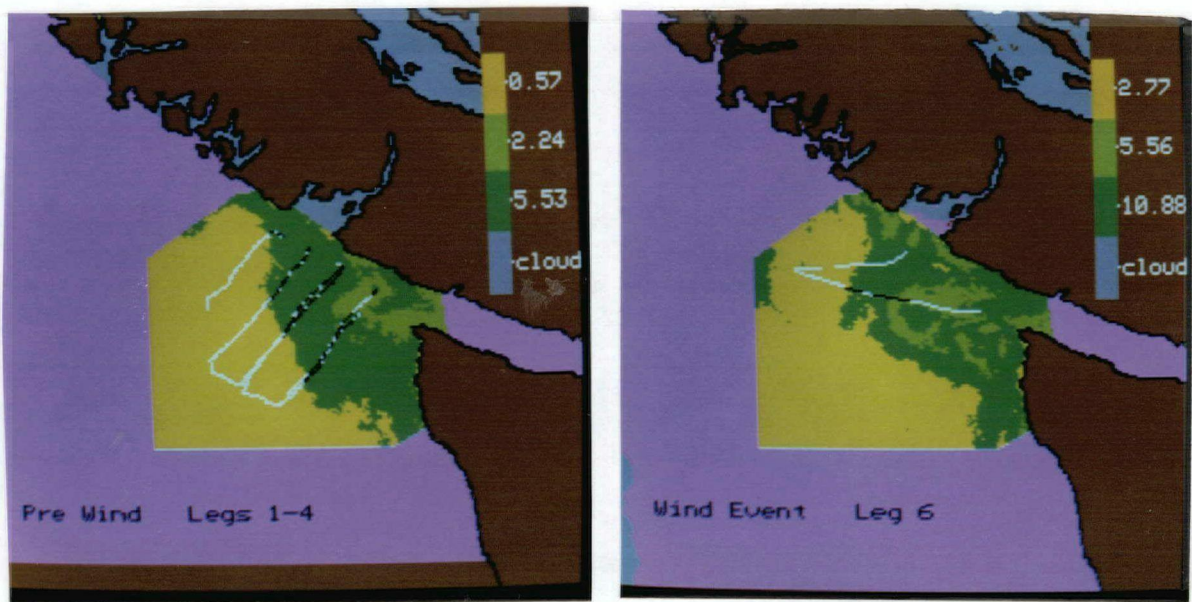 0.57
2.24
5.53
cloud
Pre Wind Legs 1-4
2.77
5.56
10.88
cloud
Wind Event Leg 6